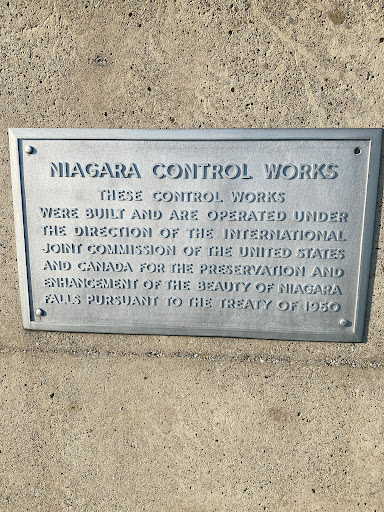 NIAGARA CONTROL WORKS
THESE CONTROL WORKS
WERE BUILT AND ARE OPERATED UNDER
THE DIRECTION OF THE INTERNATIONAL
JOINT COMMISSION OF THE UNITED STATES
AND CANADA FOR THE PRESERVATION AND
ENHANCEMENT OF THE BEAUTY OF NIAGARA
FALLS PURSUANT TO THE TREATY OF 1950